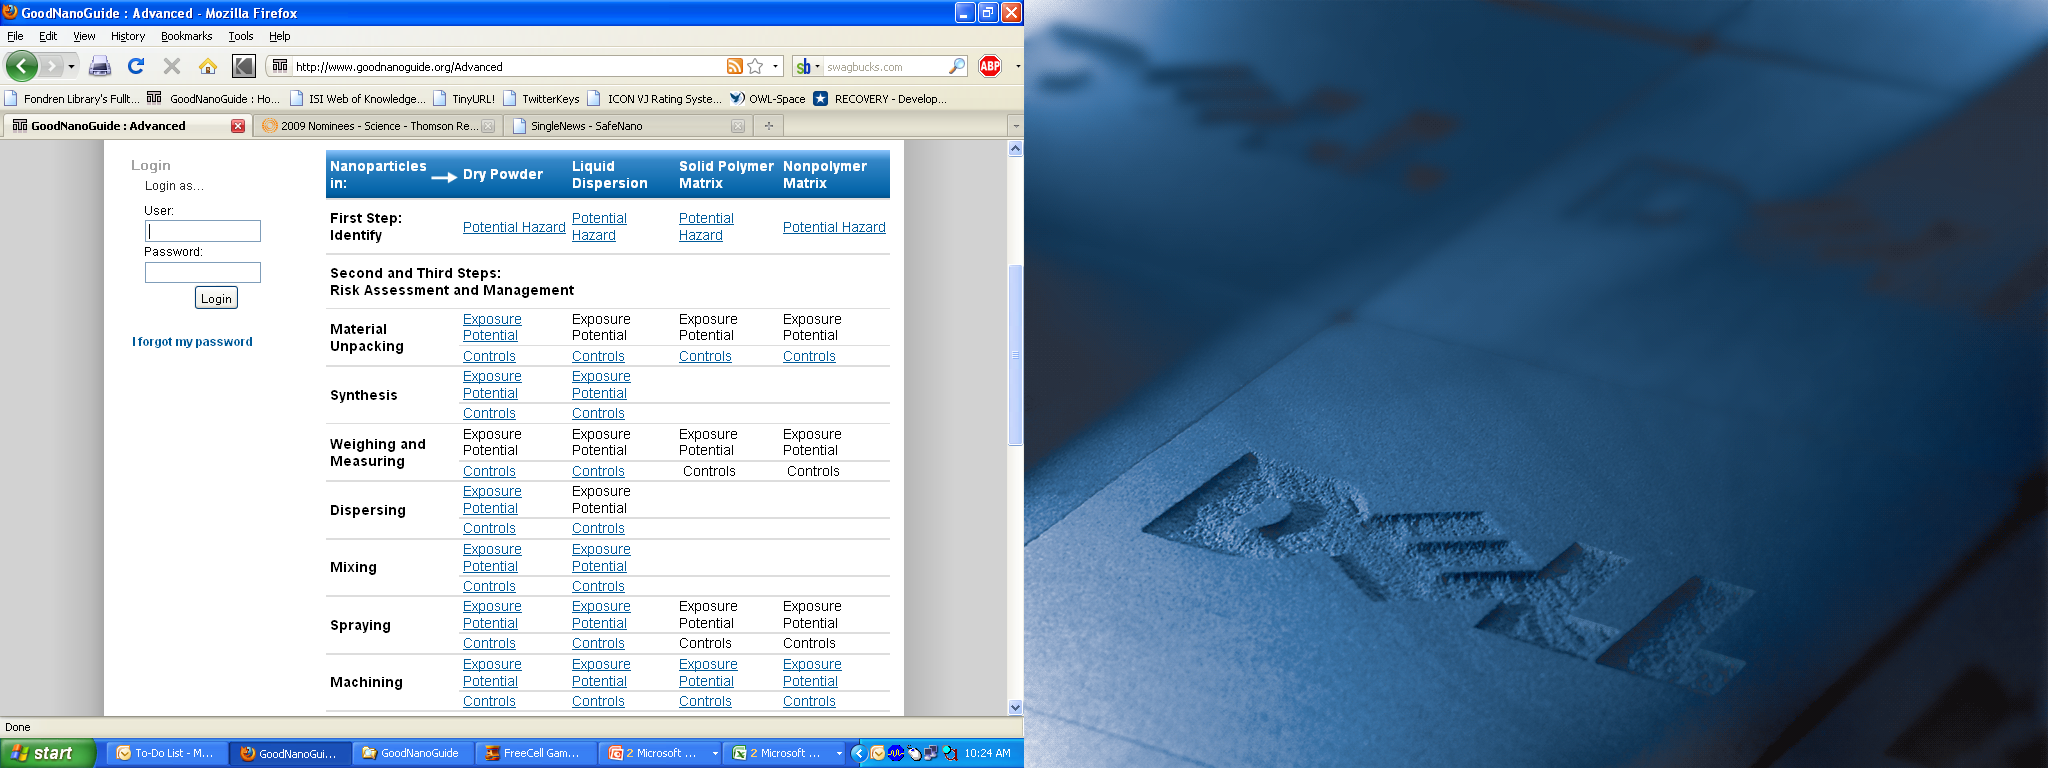 GoodNanoGuide : Advanced - Mozilla Firefox
File Edit View History Bookmarks Tools Help
http://www.goodnanoguide.org/Advanced
sb
swagbucks.com
ABP
Fondren Library's Fullt... GoodNanoGuide : Ho... ISI Web of Knowledge... TinyURL! TwitterKeys ICON VJ Rating Syste... OWL-Space RECOVERY - Develop...
GoodNanoGuide : Advanced 2009 Nominees - Science - Thomson Re... SingleNews - SafeNano
Login
Login as...
User:
Password:
Login
I forgot my password
Nanoparticles in: Dry Powder Liquid Dispersion Solid Polymer Matrix Nonpolymer Matrix
First Step: Identify Potential Hazard Potential Hazard Potential Hazard Potential Hazard
Second and Third Steps:
Risk Assessment and Management
Material Unpacking Exposure Potential Exposure Potential Exposure Potential Exposure Potential
Controls Controls Controls Controls
Synthesis Exposure Potential Exposure Potential
Controls Controls
Weighing and Measuring Exposure Potential Exposure Potential Exposure Potential Exposure Potential
Controls Controls Controls Controls
Dispersing Exposure Potential Exposure Potential
Controls Controls
Mixing Exposure Potential Exposure Potential
Controls Controls
Spraying Exposure Potential Exposure Potential Exposure Potential Exposure Potential
Controls Controls Controls Controls
Machining Exposure Potential Exposure Potential Exposure Potential Exposure Potential
Controls Controls Controls Controls
Done
start To-Do List - M... GoodNanoGui... GoodNanoGuide FreeCell Gam... 2 Microsoft ... 2 Microsoft ... 10:24 AM